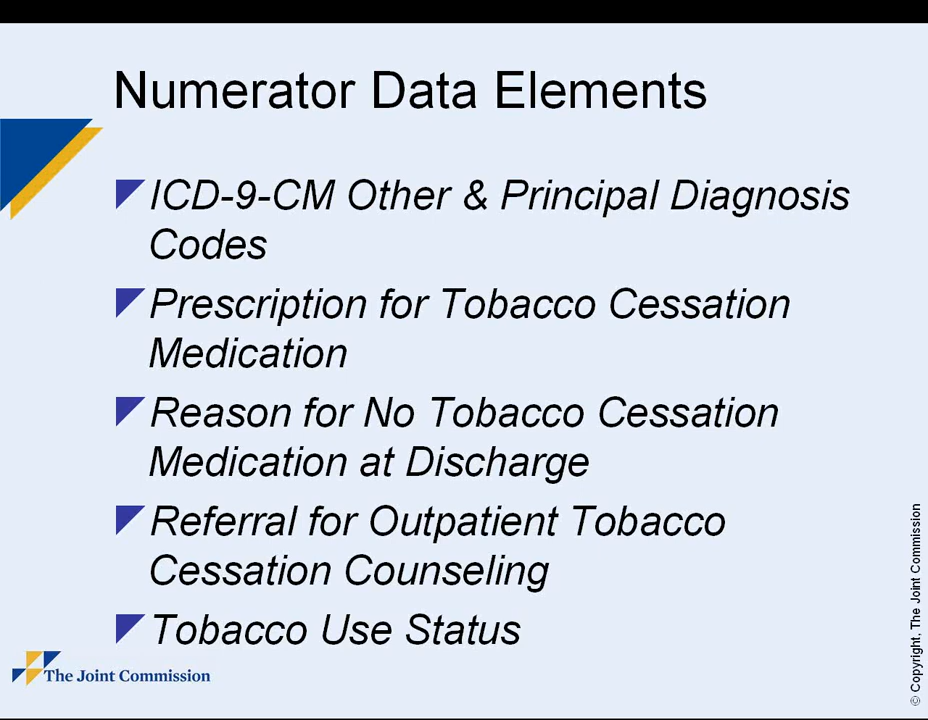 Numerator Data Elements
ICD-9-CM Other & Principal Diagnosis
Codes
Prescription for Tobacco Cessation
Medication
Reason for No Tobacco Cessation
Medication at Discharge
Referral for Outpatient Tobacco
Cessation Counseling
Tobacco Use Status
The Joint Commission
© Copyright, The Joint Commission